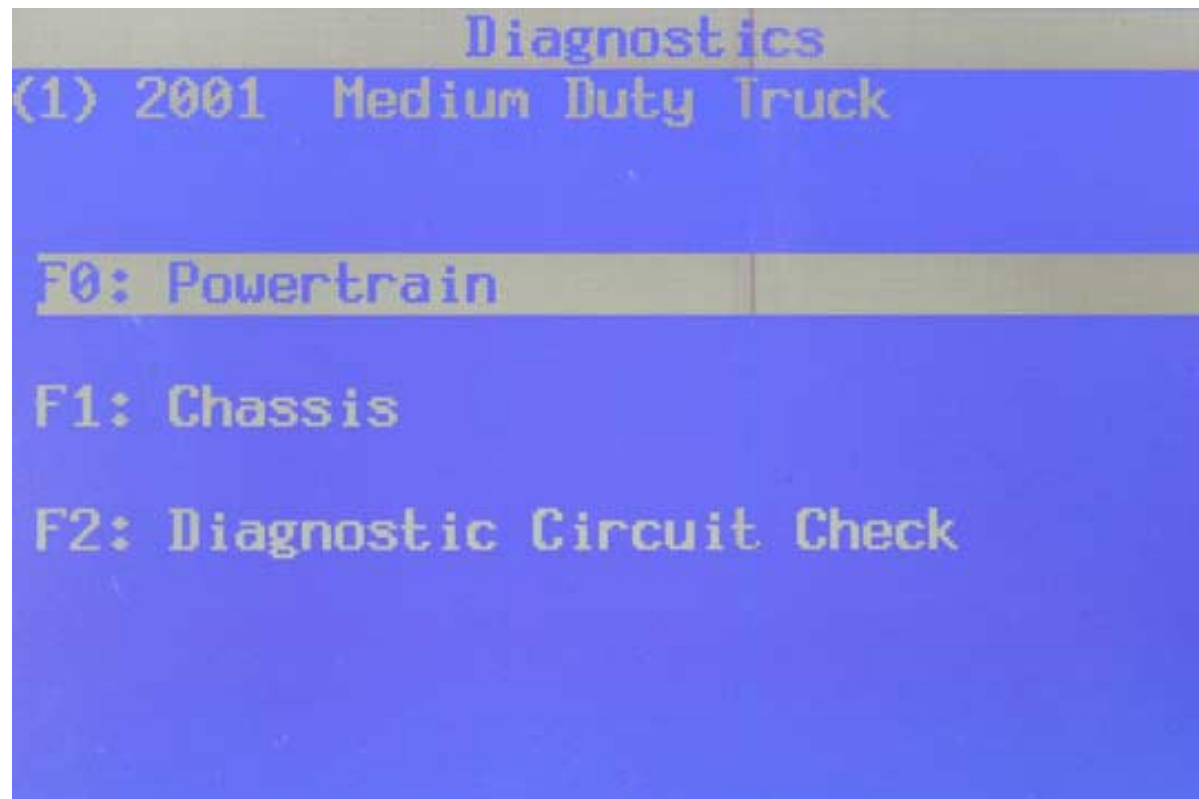 Diagnostics
(1) 2001 Medium Duty Truck
F0: Powertrain
F1: Chassis
F2: Diagnostic Circuit Check